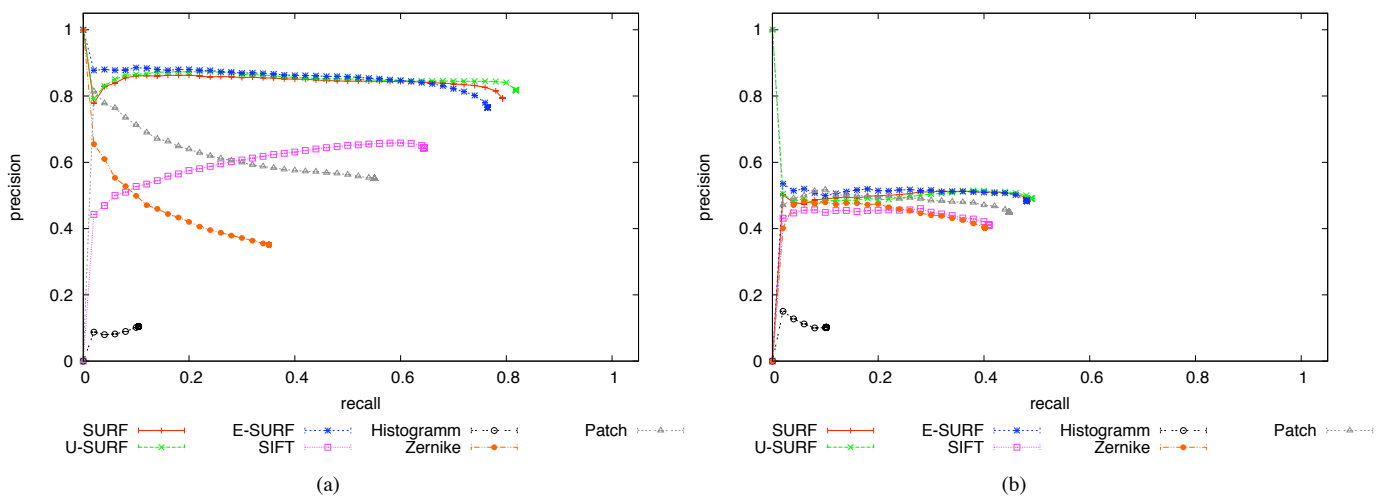 1
0.8
0.6
0.4
0.2
0
precision
0 0.2 0.4 0.6 0.8 1
recall
SURF E-SURF Histogramm Patch
U-SURF SIFT Zernike
(a)
1
0.8
0.6
0.4
0.2
0
precision
0 0.2 0.4 0.6 0.8 1
recall
SURF E-SURF Histogramm Patch
U-SURF SIFT Zernike
(b)